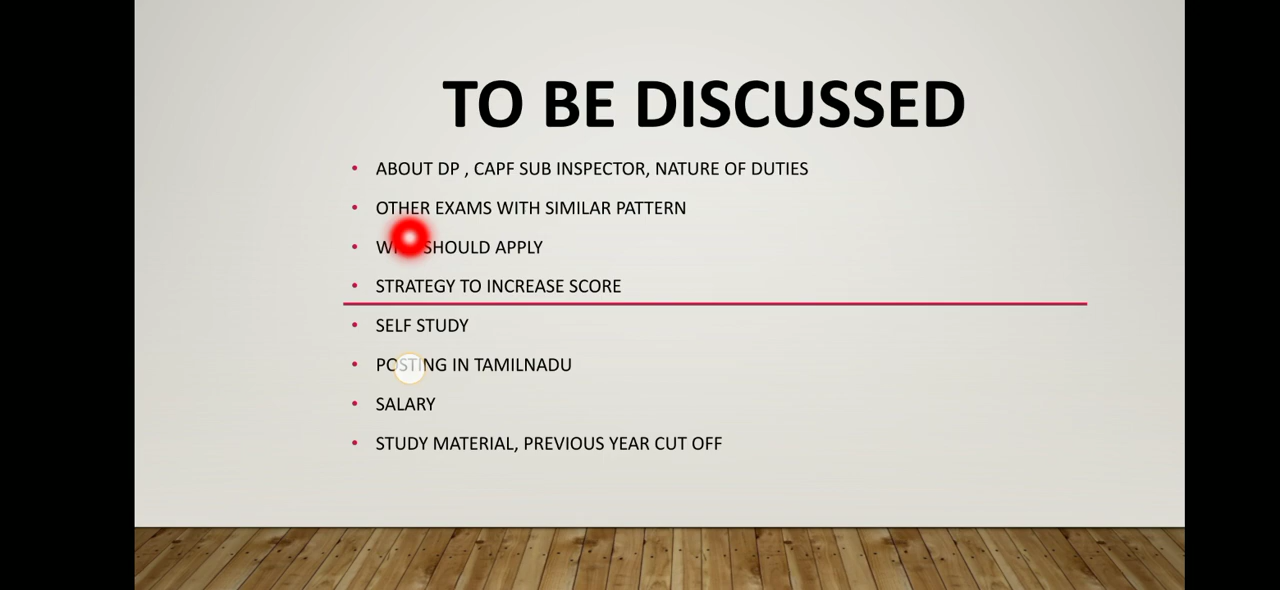 TO BE DISCUSSED
• ABOUT DP , CAPF SUB INSPECTOR, NATURE OF DUTIES
• OTHER EXAMS WITH SIMILAR PATTERN
• SHOULD APPLY
• STRATEGY TO INCREASE SCORE
• SELF STUDY
• POSTING IN TAMILNADU
• SALARY
• STUDY MATERIAL, PREVIOUS YEAR CUT OFF